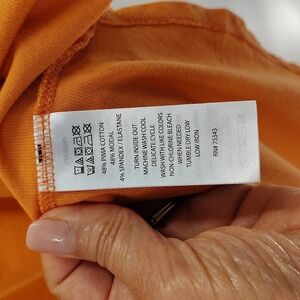 48% PIMA COTTON
48% MODAL
4% SPANDEX / ELASTANE
TURN INSIDE OUT
MACHINE WASH COOL
DELICATE CYCLE
WASH WITH LIKE COLORS
NON-CHLORINE BLEACH
WHEN NEEDED
TUMBLE DRY LOW
LOW IRON
RN# 75343